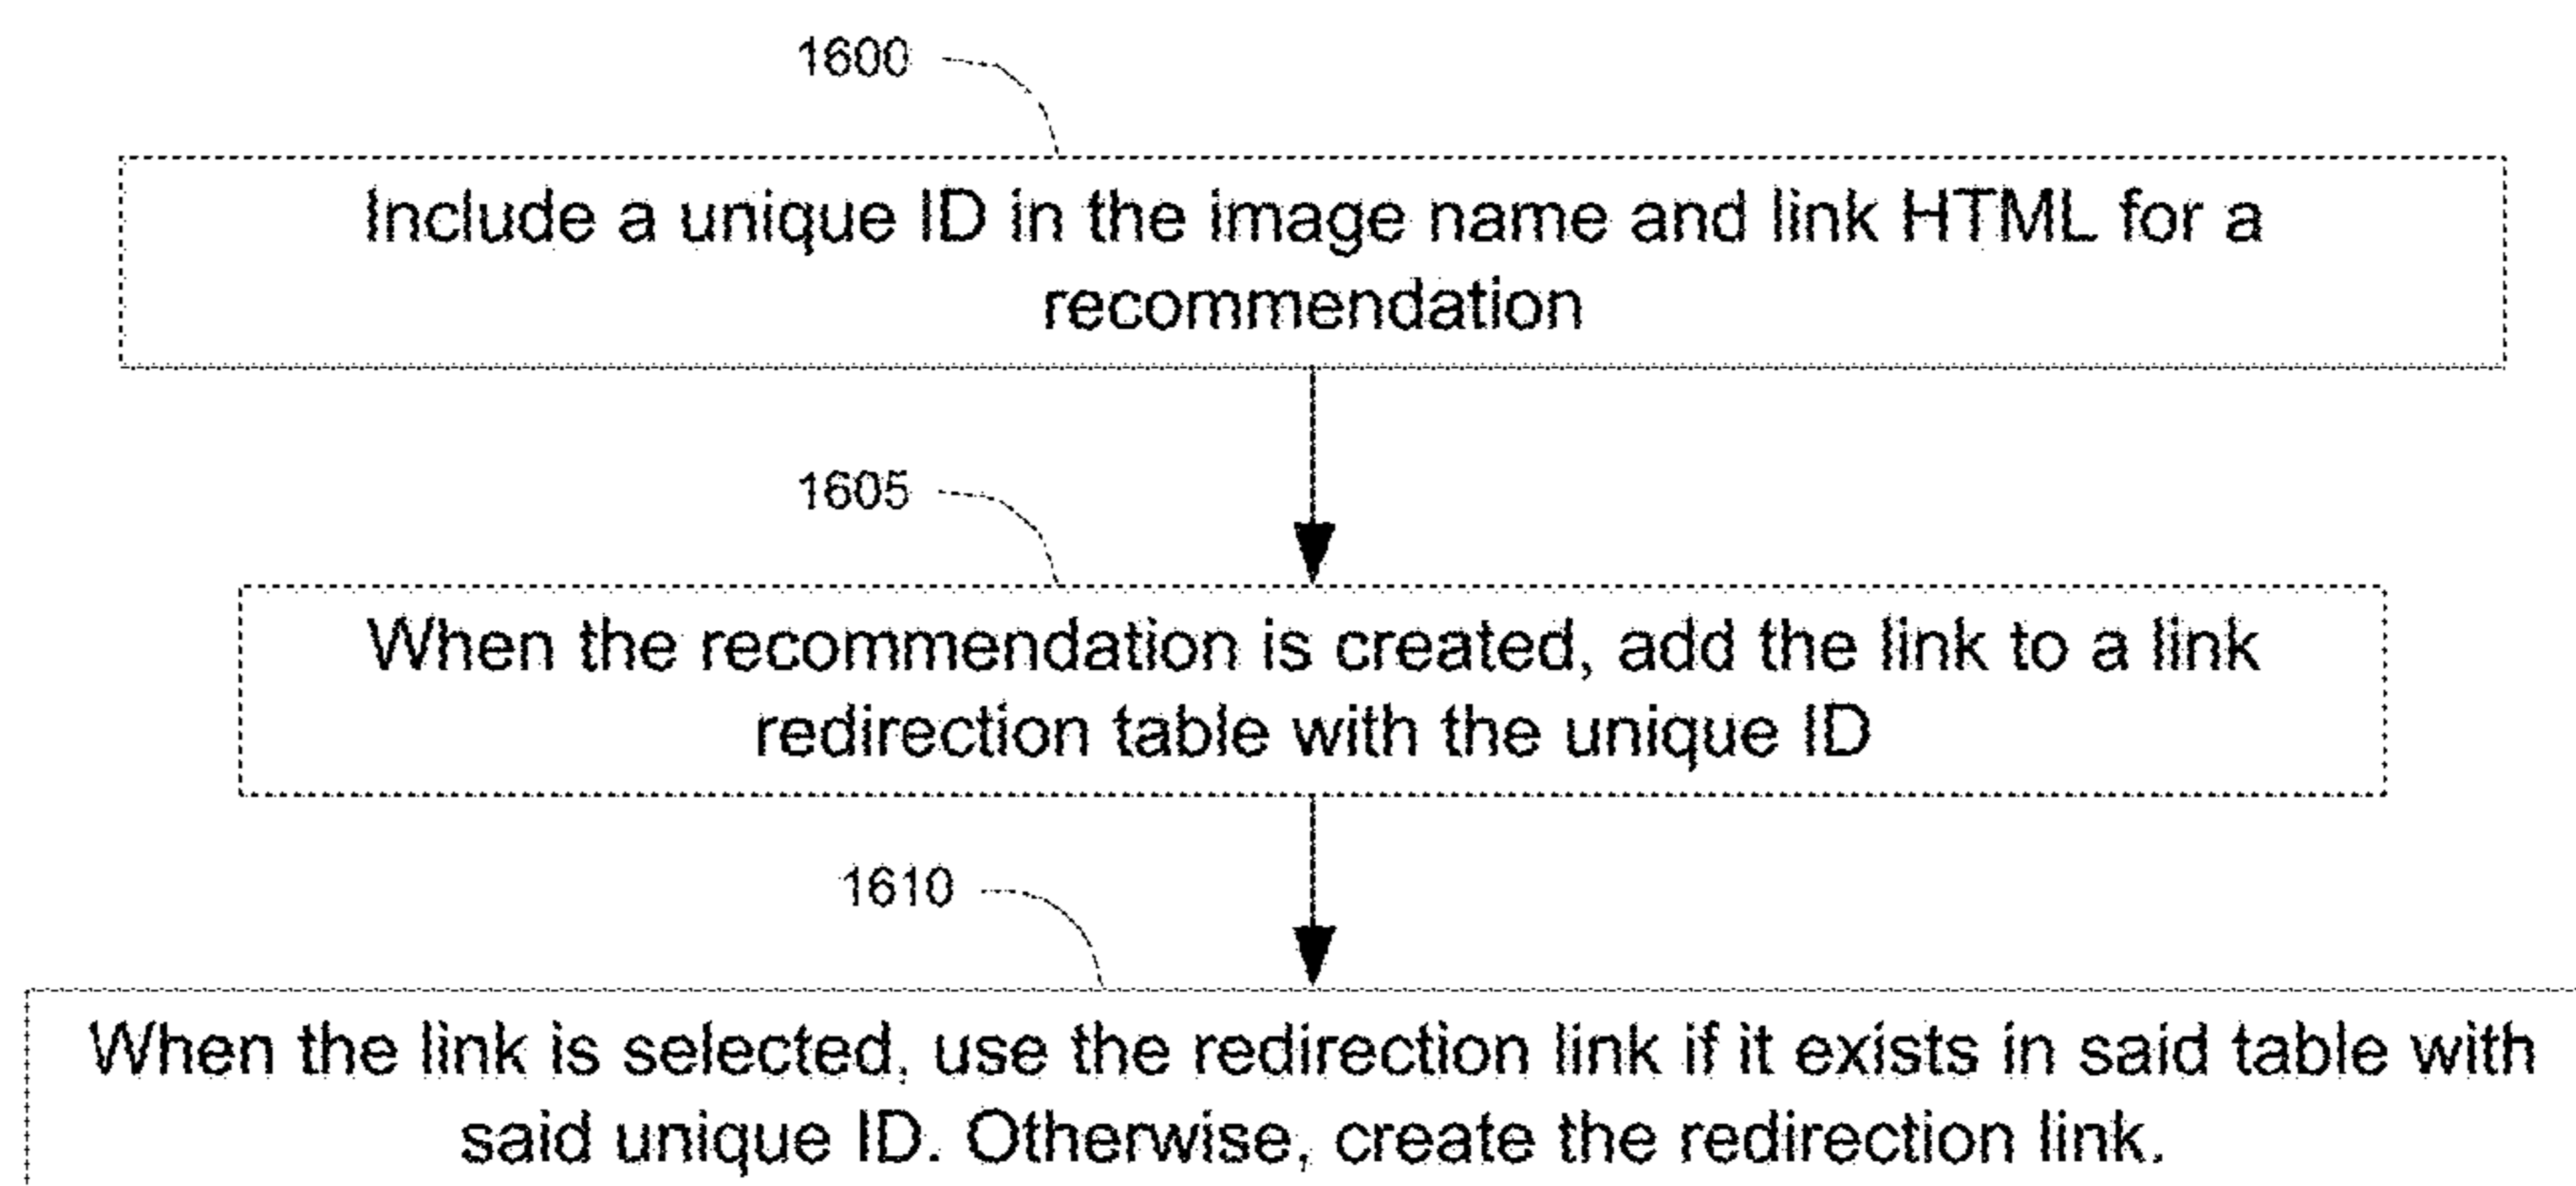 1600
Include a unique ID in the image name and link HTML for a
recommendation
1605
When the recommendation is created, add the link to a link
redirection table with the unique ID
1610
When the link is selected, use the redirection link if it exists in said table with
said unique ID. Otherwise, create the redirection link.